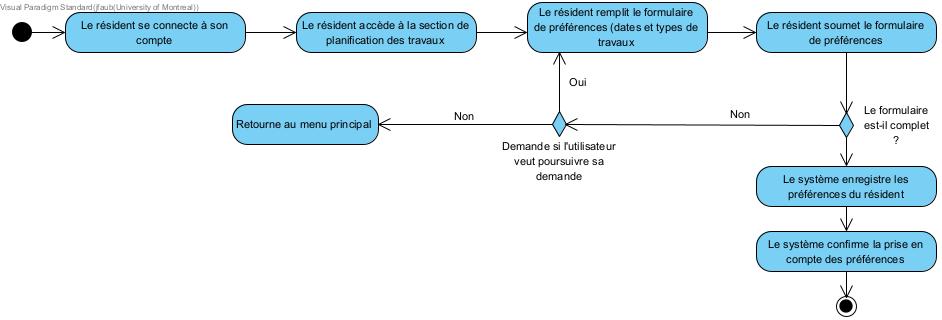 Visual Paradigm Standard(jfaub(University of Montreal))
Le résident se connecte à son
compte
Le résident accède à la section de
planification des travaux
Le résident remplit le formulaire
de préférences (dates et types de
travaux
Le résident soumet le formulaire
de préférences
Oui
Retourne au menu principal
Non
Non
Le formulaire
est-il complet
?
Demande si l'utilisateur
veut poursuivre sa
demande
Le système enregistre les
préférences du résident
Le système confirme la prise en
compte des préférences